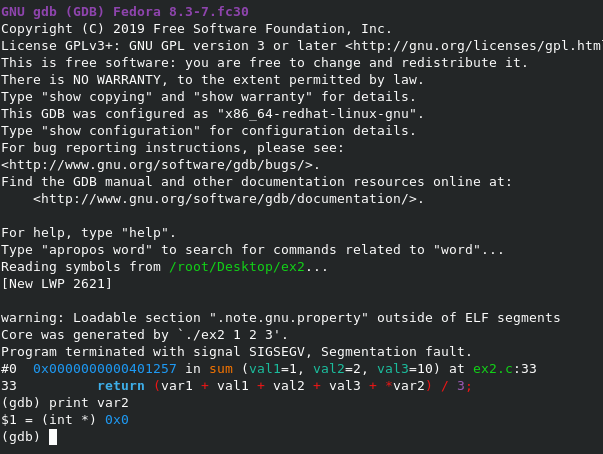 GNU gdb (GDB) Fedora 8.3-7.fc30
Copyright (C) 2019 Free Software Foundation, Inc.
License GPLv3+: GNU GPL version 3 or later <http://gnu.org/licenses/gpl.html
This is free software: you are free to change and redistribute it.
There is NO WARRANTY, to the extent permitted by law.
Type "show copying" and "show warranty" for details.
This GDB was configured as "x86_64-redhat-linux-gnu".
Type "show configuration" for configuration details.
For bug reporting instructions, please see:
<http://www.gnu.org/software/gdb/bugs/>.
Find the GDB manual and other documentation resources online at:
    <http://www.gnu.org/software/gdb/documentation/>.

For help, type "help".
Type "apropos word" to search for commands related to "word"...
Reading symbols from /root/Desktop/ex2...
[New LWP 2621]

warning: Loadable section ".note.gnu.property" outside of ELF segments
Core was generated by `./ex2 1 2 3'.
Program terminated with signal SIGSEGV, Segmentation fault.
#0  0x0000000000401257 in sum (val1=1, val2=2, val3=10) at ex2.c:33
33          return (var1 + val1 + val2 + val3 + *var2) / 3;
(gdb) print var2
$1 = (int *) 0x0
(gdb)